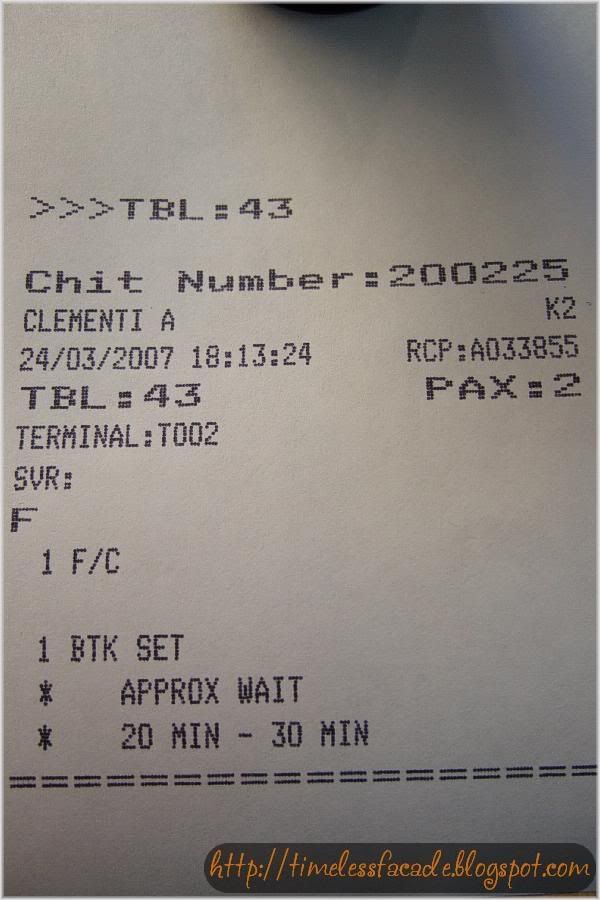 >>>TBL:43
Chit Number:200225
CLEMENTI A K2
24/03/2007 18:13:24 RCP:A033855
TBL:43 PAX:2
TERMINAL:T002
SVR:
F
1 F/C
1 BTK SET
* APPROX WAIT
* 20 MIN - 30 MIN
==================
http://timelessfacade.blogspot.com